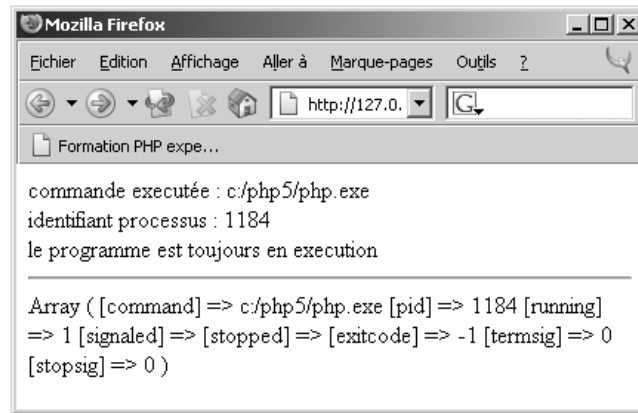 Mozilla Firefox
Fichier Edition Affichage Aller à Marque-pages Outils ?
http://127.0.
G
Formation PHP expe...
commande executée : c:/php5/php.exe
identifiant processus : 1184
le programme est toujours en execution
Array ( [command] => c:/php5/php.exe [pid] => 1184 [running]
=> 1 [signaled] => [stopped] => [exitcode] => -1 [termsig] => 0
[stopsig] => 0 )